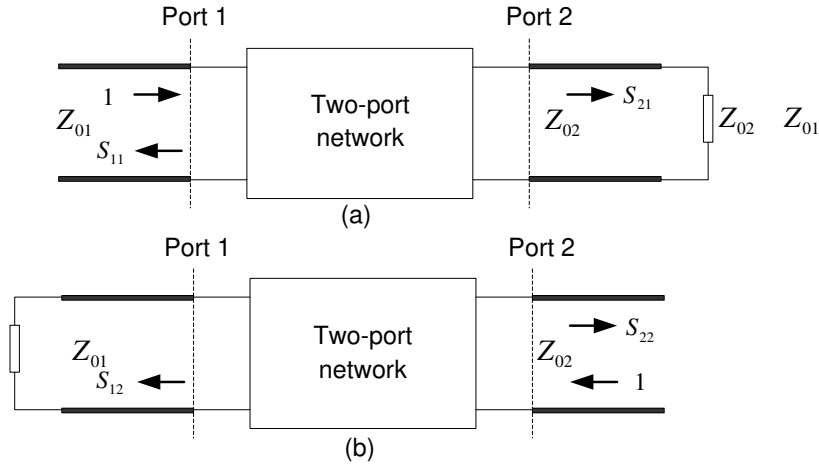 Port 1 Port 2
1 S21
Z01 Two-port network Z02 Z02 Z01
S11
(a)
Port 1 Port 2
Z01 Two-port network Z02 S22
S12 1
(b)